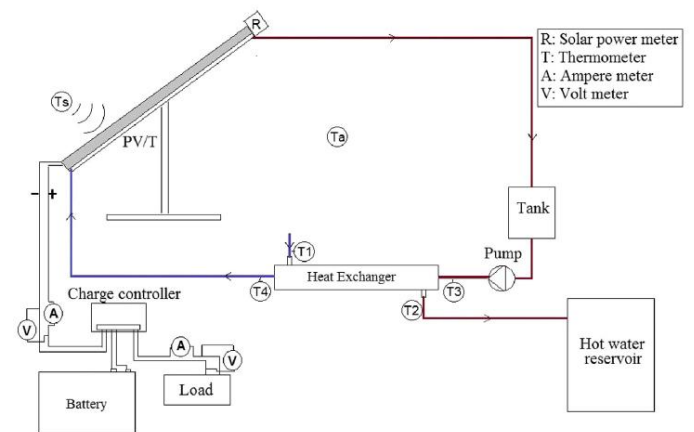 R
R: Solar power meter
T: Thermometer
A: Ampere meter
V: Volt meter
Ts
PV/T
Ta
− +
Tank
Pump
T1
Heat Exchanger
T4
T3
T2
Charge controller
A
V
A
V
Hot water
reservoir
Load
Battery